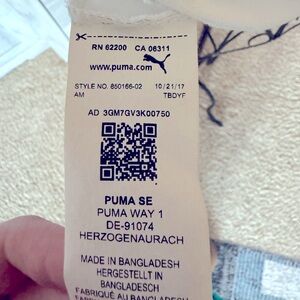 RN 62200 CA 06311
www.puma.com
STYLE NO. 850166-02 10/21/17
AM TBDYF
AD 3GM7GV3K00750
PUMA SE
PUMA WAY 1
DE-91074
HERZOGENAURACH
MADE IN BANGLADESH
HERGESTELLT IN
BANGLADESH
FABRIQUÉ AU BANGLADESH